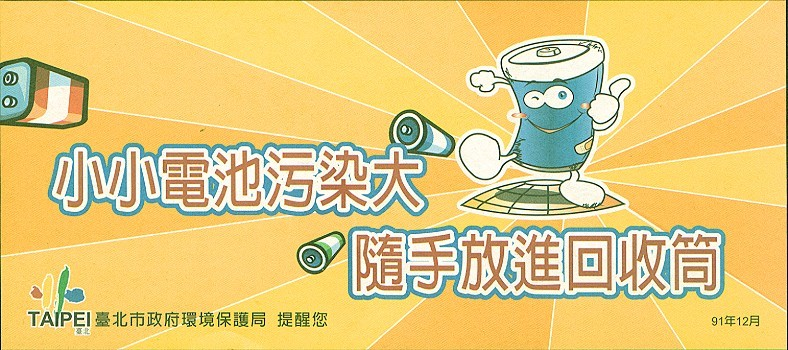 小小電池污染大
隨手放進回收筒
TAIPEI
臺北
臺北市政府環境保護局 提醒您
91年12月